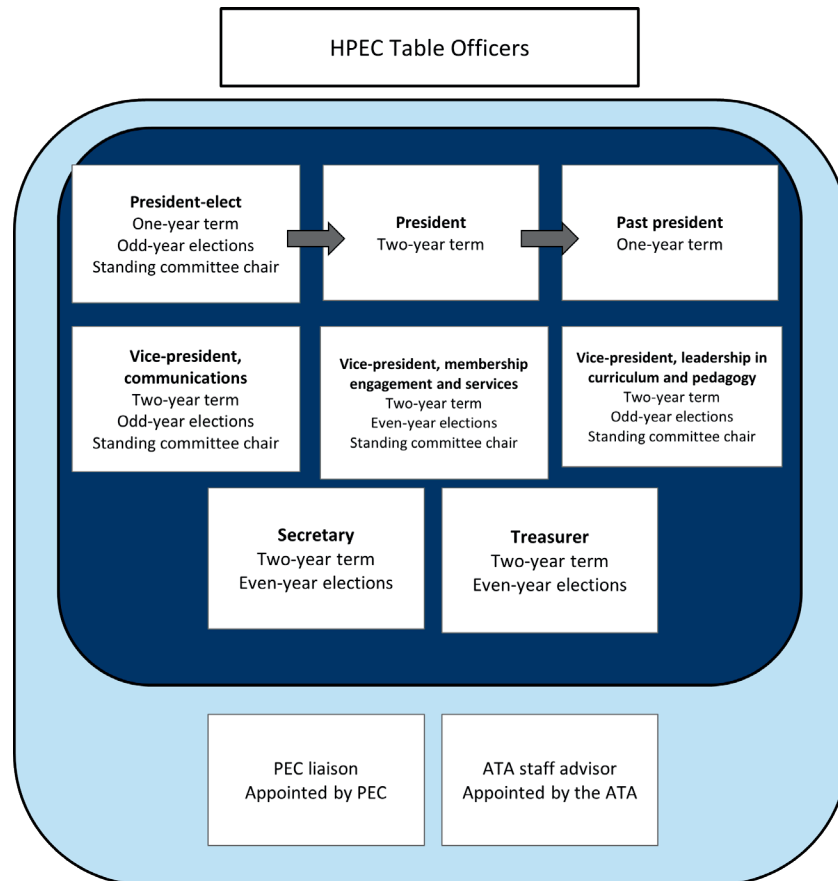 HPEC Table Officers
President-elect
One-year term
Odd-year elections
Standing committee chair
President
Two-year term
Past president
One-year term
Vice-president,
communications
Two-year term
Odd-year elections
Standing committee chair
Vice-president, membership
engagement and services
Two-year term
Even-year elections
Standing committee chair
Vice-president, leadership in
curriculum and pedagogy
Two-year term
Odd-year elections
Standing committee chair
Secretary
Two-year term
Even-year elections
Treasurer
Two-year term
Even-year elections
PEC liaison
Appointed by PEC
ATA staff advisor
Appointed by the ATA